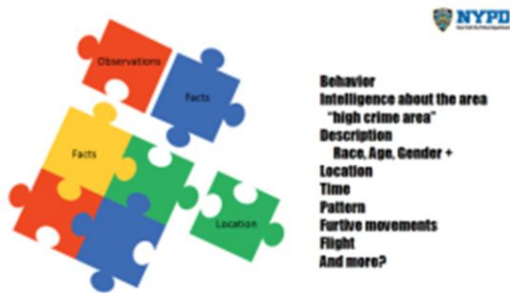 NYPD
Observations
Facts
Facts
Location
Behavior
Intelligence about the area
"high crime area"
Description
Race, Age, Gender +
Location
Time
Pattern
Furtive movements
Flight
And more?